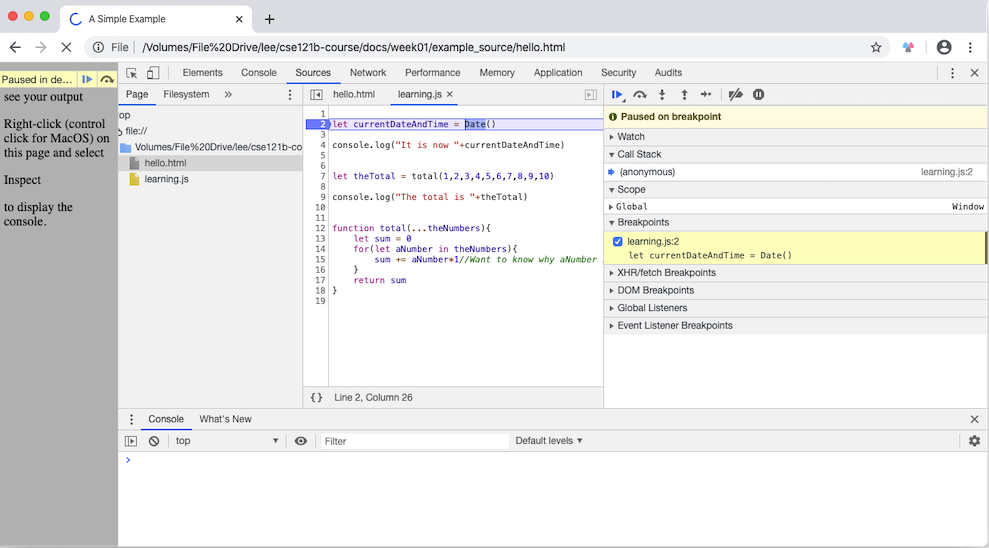 A Simple Example
File /Volumes/File%20Drive/lee/cse121b-course/docs/week01/example_source/hello.html
Paused in de...
see your output
Right-click (control
click for MacOS) on
this page and select
Inspect
to display the
console.
Elements Console Sources Network Performance Memory Application Security Audits
Page Filesystem
top
file://
Volumes/File%20Drive/lee/cse121b-co
hello.html
learning.js
hello.html learning.js
1
2 let currentDateAndTime = Date()
3
4 console.log("It is now "+currentDateAndTime)
5
6
7 let theTotal = total(1,2,3,4,5,6,7,8,9,10)
8
9 console.log("The total is "+theTotal)
10
11
12 function total(...theNumbers){
13 let sum = 0
14 for(let aNumber in theNumbers){
15 sum += aNumber*1//Want to know why aNumber
16 }
17 return sum
18 }
19
{} Line 2, Column 26
Paused on breakpoint
Watch
Call Stack
(anonymous) learning.js:2
Scope
Global Window
Breakpoints
learning.js:2
let currentDateAndTime = Date()
XHR/fetch Breakpoints
DOM Breakpoints
Global Listeners
Event Listener Breakpoints
Console What's New
top Filter Default levels